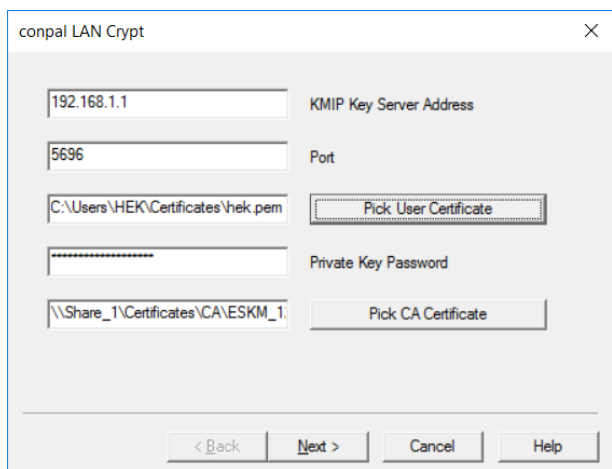 conpal LAN Crypt
192.168.1.1 KMIP Key Server Address
5696 Port
C:\Users\HEK\Certificates\hek.pem Pick User Certificate
******************** Private Key Password
\\Share_1\Certificates\CA\ESKM_1 Pick CA Certificate
< Back Next > Cancel Help